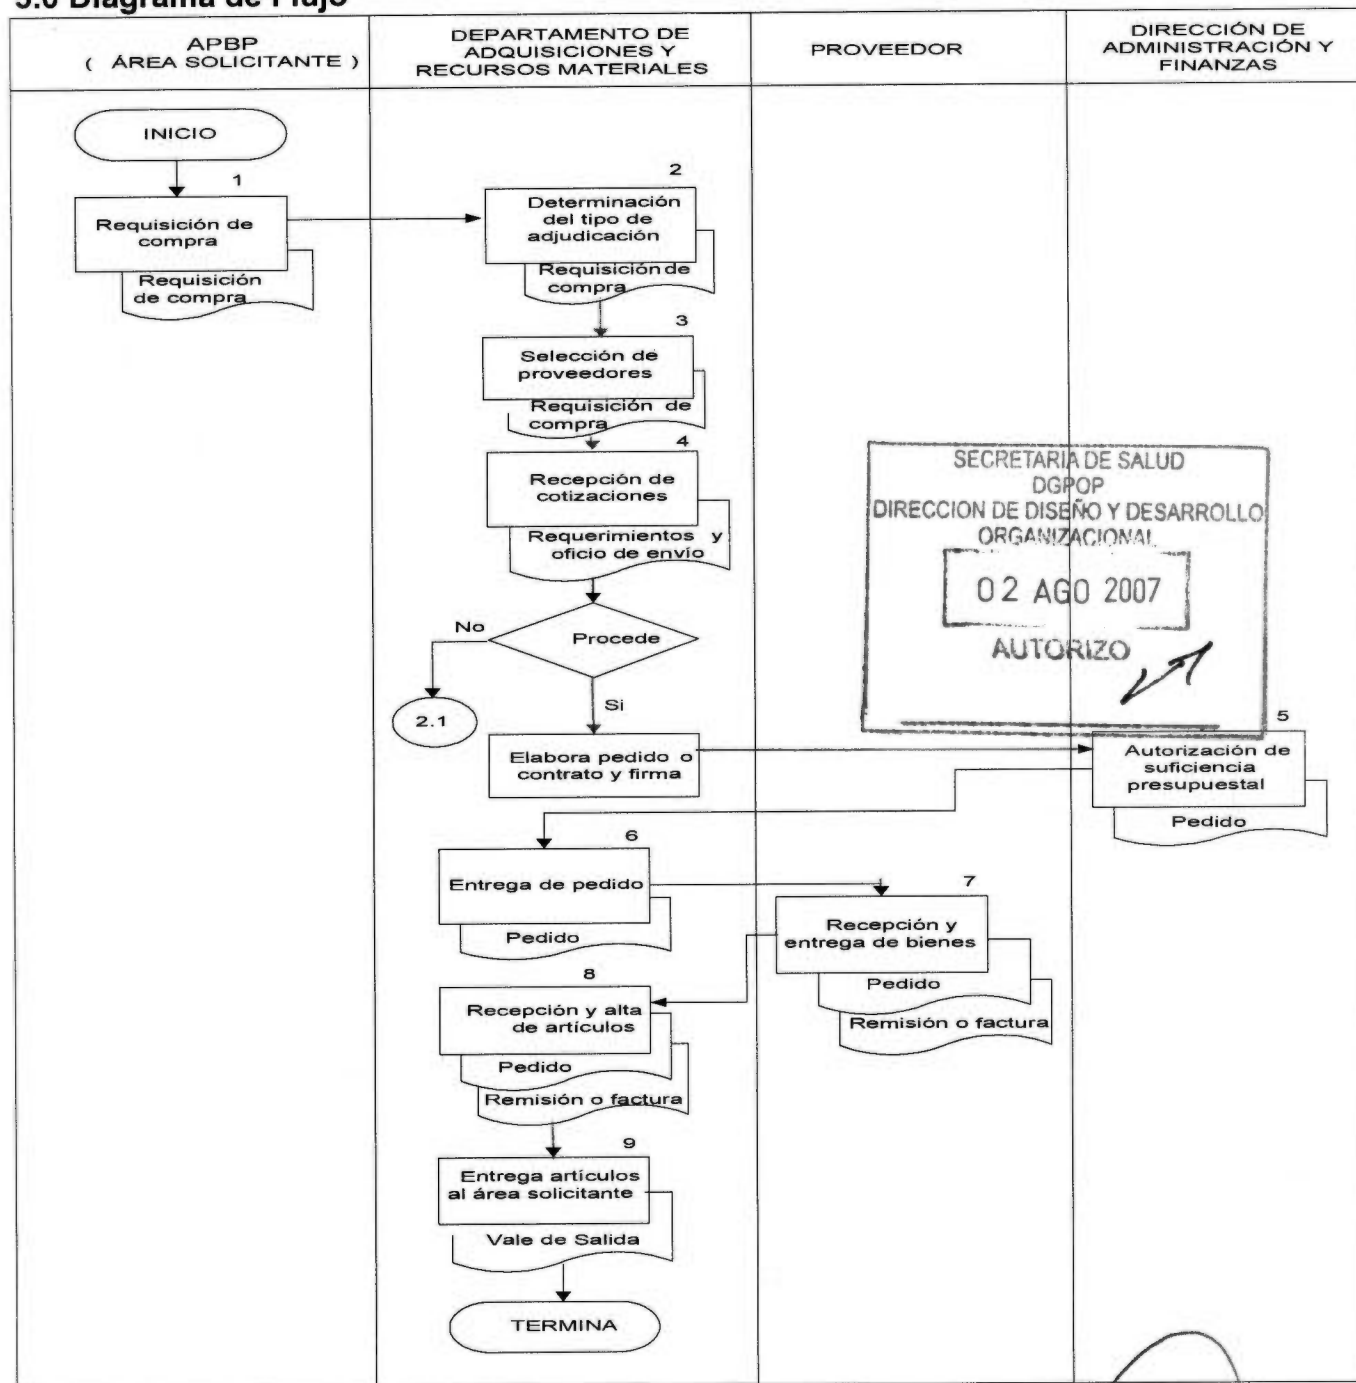 5.0 Diagrama de Flujo
APBP
( ÁREA SOLICITANTE )
DEPARTAMENTO DE
ADQUISICIONES Y
RECURSOS MATERIALES
PROVEEDOR
DIRECCIÓN DE
ADMINISTRACIÓN Y
FINANZAS
INICIO
1
Requisición de
compra
Requisición
de compra
2
Determinación
del tipo de
adjudicación
Requisición de
compra
3
Selección de
proveedores
Requisición de
compra
4
Recepción de
cotizaciones
Requerimientos y
oficio de envío
No
Procede
2.1
Si
Elabora pedido o
contrato y firma
SECRETARIA DE SALUD
DGPOP
DIRECCION DE DISEÑO Y DESARROLLO
ORGANIZACIONAL
02 AGO 2007
AUTORIZO
5
Autorización de
suficiencia
presupuestal
Pedido
6
Entrega de pedido
Pedido
7
Recepción y
entrega de bienes
Pedido
Remisión o factura
8
Recepción y alta
de artículos
Pedido
Remisión o factura
9
Entrega artículos
al área solicitante
Vale de Salida
TERMINA